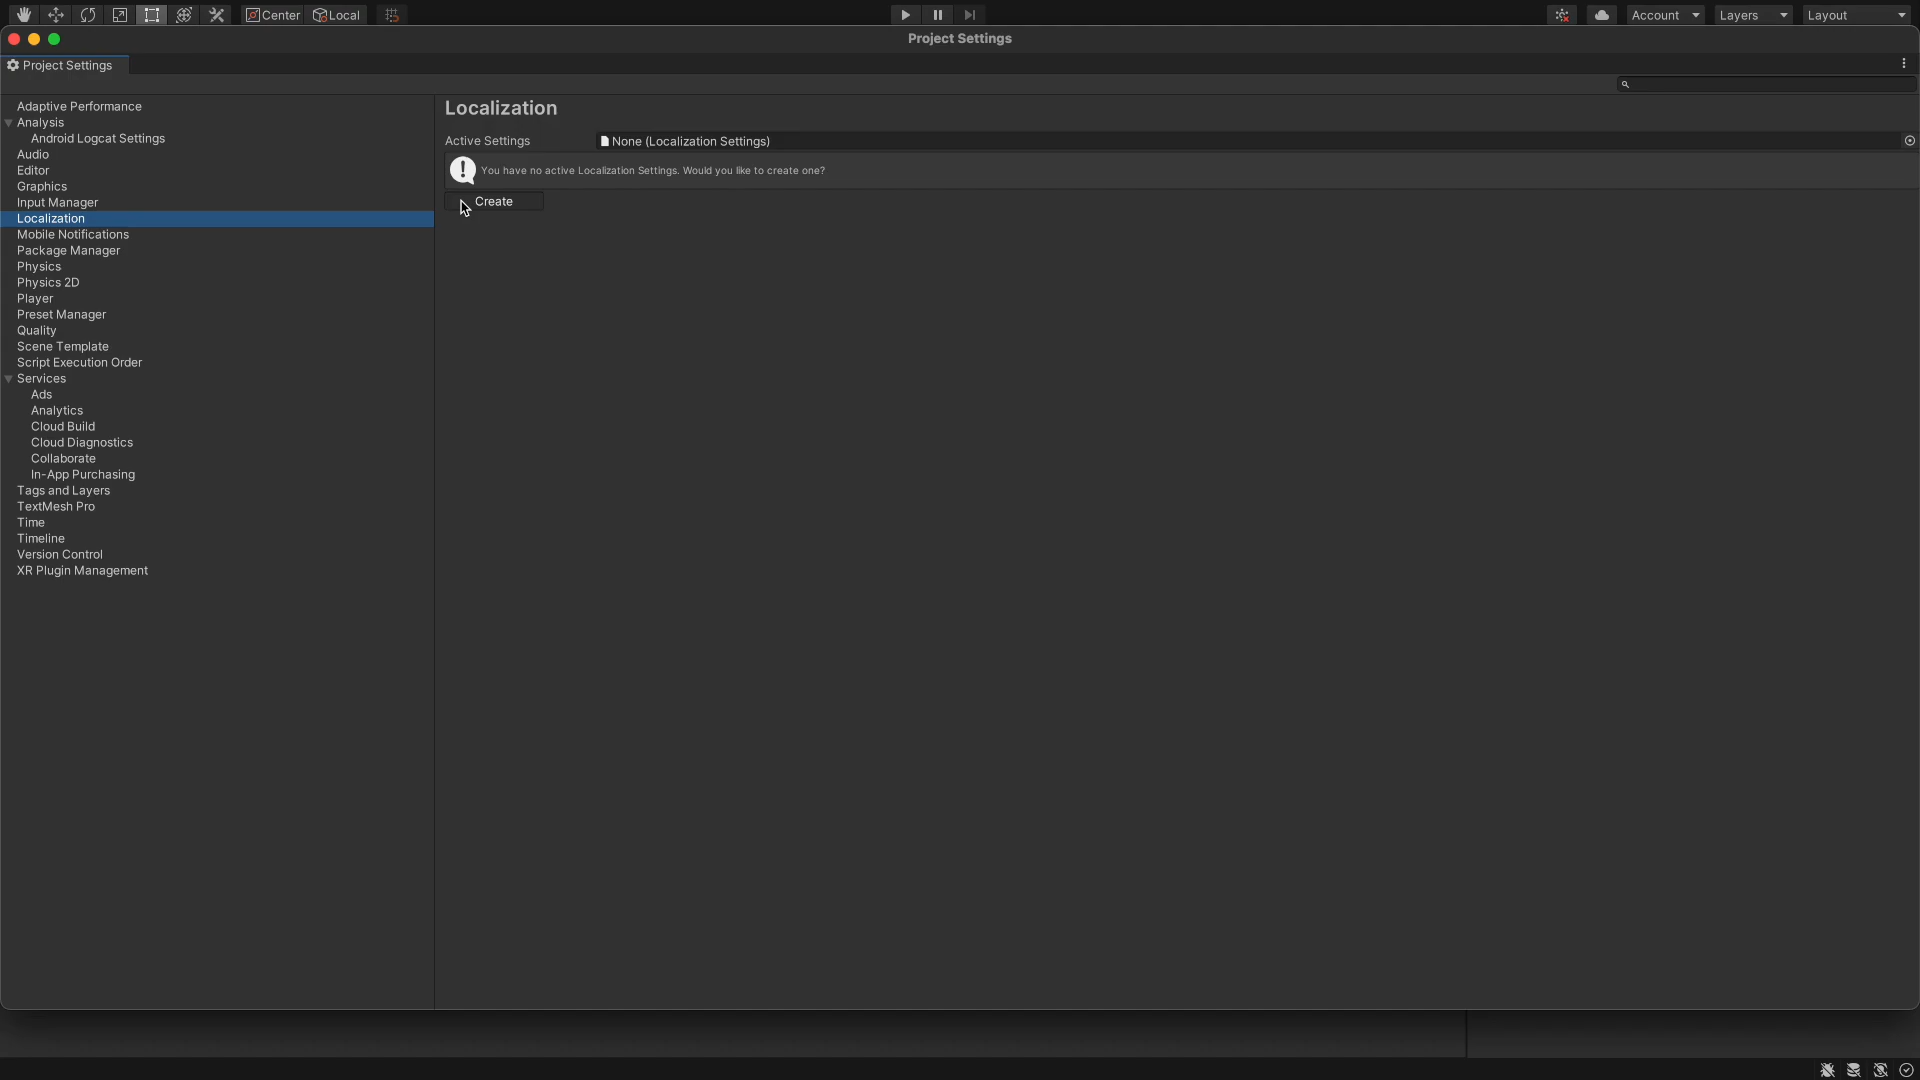 Center
Local
Account
Layers
Layout
Project Settings
Project Settings
Adaptive Performance
Analysis
Android Logcat Settings
Audio
Editor
Graphics
Input Manager
Localization
Mobile Notifications
Package Manager
Physics
Physics 2D
Player
Preset Manager
Quality
Scene Template
Script Execution Order
Services
Ads
Analytics
Cloud Build
Cloud Diagnostics
Collaborate
In-App Purchasing
Tags and Layers
TextMesh Pro
Time
Timeline
Version Control
XR Plugin Management
Localization
Active Settings
None (Localization Settings)
You have no active Localization Settings. Would you like to create one?
Create